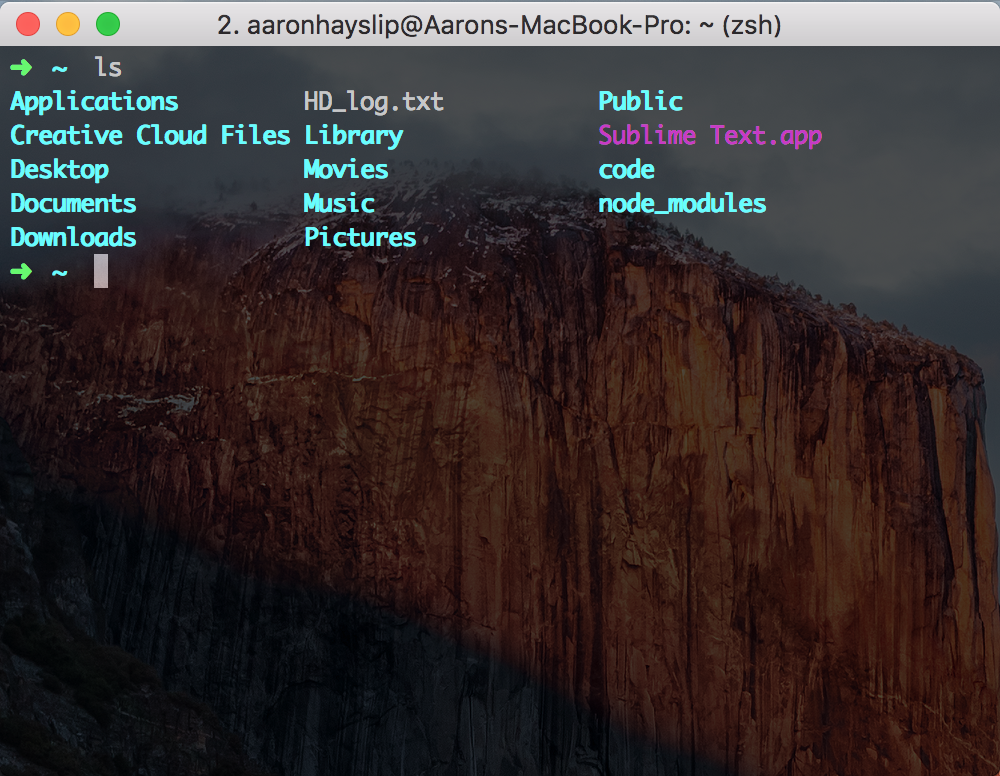 2. aaronhayslip@Aarons-MacBook-Pro: ~ (zsh)
➜ ~ ls
Applications HD_log.txt Public
Creative Cloud Files Library Sublime Text.app
Desktop Movies code
Documents Music node_modules
Downloads Pictures
➜ ~